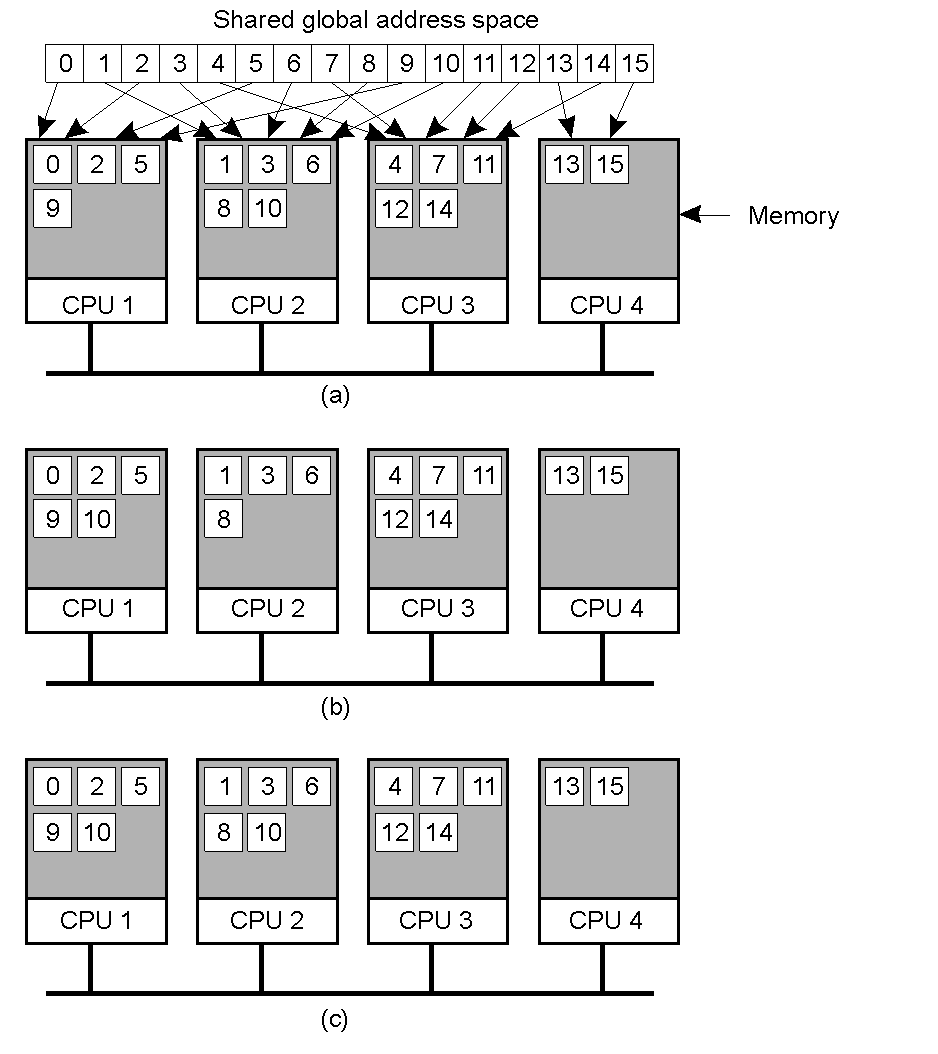 Shared global address space
0 1 2 3 4 5 6 7 8 9 10 11 12 13 14 15
0 2 5 1 3 6 4 7 11 13 15
9 8 10 12 14
Memory
CPU 1 CPU 2 CPU 3 CPU 4
(a)
0 2 5 1 3 6 4 7 11 13 15
9 10 8 12 14
CPU 1 CPU 2 CPU 3 CPU 4
(b)
0 2 5 1 3 6 4 7 11 13 15
9 10 8 10 12 14
CPU 1 CPU 2 CPU 3 CPU 4
(c)